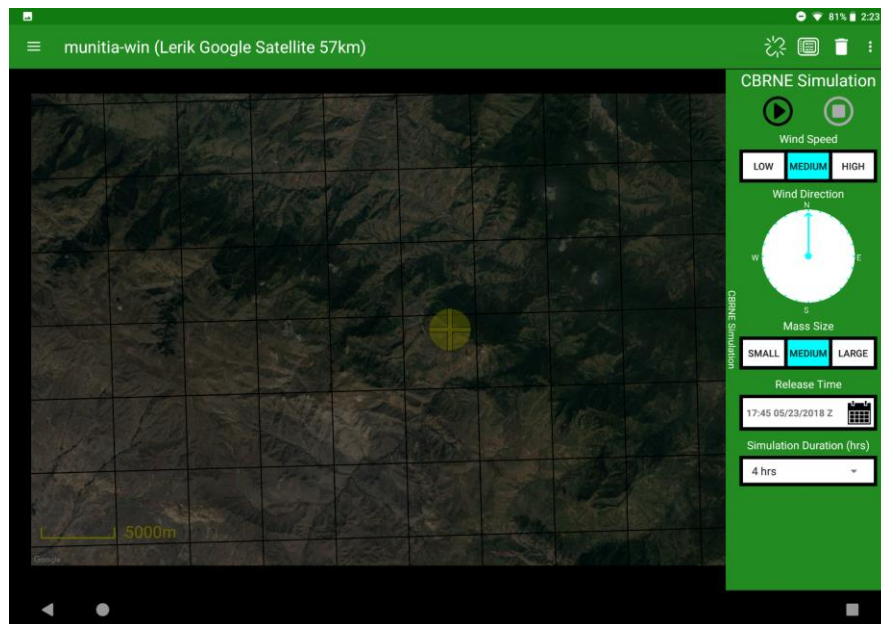 81% 2:23
munitia-win (Lerik Google Satellite 57km)
CBRNE Simulation
Wind Speed
LOW MEDIUM HIGH
Wind Direction
N
W E
S
CBRNE Simulation
Mass Size
SMALL MEDIUM LARGE
Release Time
17:45 05/23/2018 Z
Simulation Duration (hrs)
4 hrs
5000m
Google